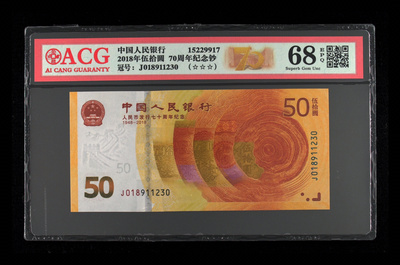 ACG
AI CANG GUARANTY
中国人民银行 15229917
2018年伍拾圆 70周年纪念钞
冠号: J018911230 (☆☆☆)
70
68
EPQ
Superb Gem Unc
中国人民银行
人民币发行七十周年纪念
1948-2018
50
伍拾圆
50
J018911230
J018911230